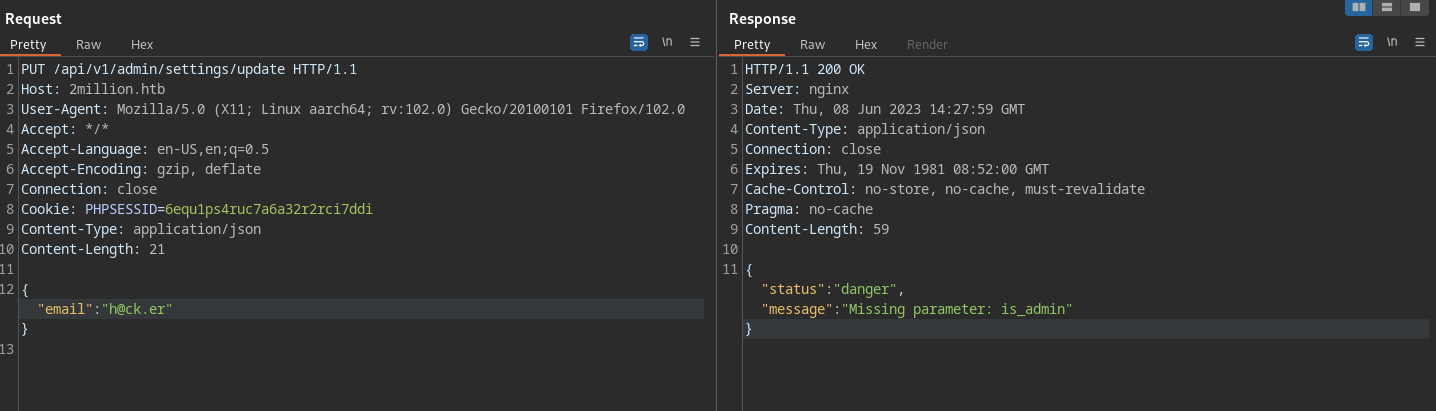 Request
Pretty Raw Hex \n
1 PUT /api/v1/admin/settings/update HTTP/1.1
2 Host: 2million.htb
3 User-Agent: Mozilla/5.0 (X11; Linux aarch64; rv:102.0) Gecko/20100101 Firefox/102.0
4 Accept: */*
5 Accept-Language: en-US,en;q=0.5
6 Accept-Encoding: gzip, deflate
7 Connection: close
8 Cookie: PHPSESSID=6equ1ps4ruc7a6a32r2rci7ddi
9 Content-Type: application/json
10 Content-Length: 21
11
12 {
"email":"h@ck.er"
}
13
Response
Pretty Raw Hex Render \n
1 HTTP/1.1 200 OK
2 Server: nginx
3 Date: Thu, 08 Jun 2023 14:27:59 GMT
4 Content-Type: application/json
5 Connection: close
6 Expires: Thu, 19 Nov 1981 08:52:00 GMT
7 Cache-Control: no-store, no-cache, must-revalidate
8 Pragma: no-cache
9 Content-Length: 59
10
11 {
"status":"danger",
"message":"Missing parameter: is_admin"
}